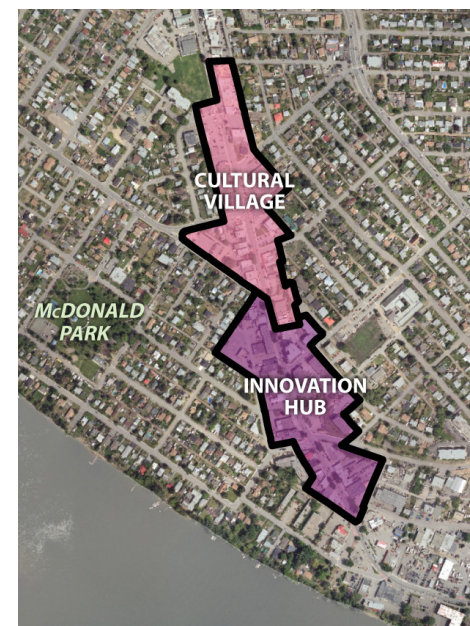 CULTURAL
VILLAGE
McDONALD
PARK
INNOVATION
HUB